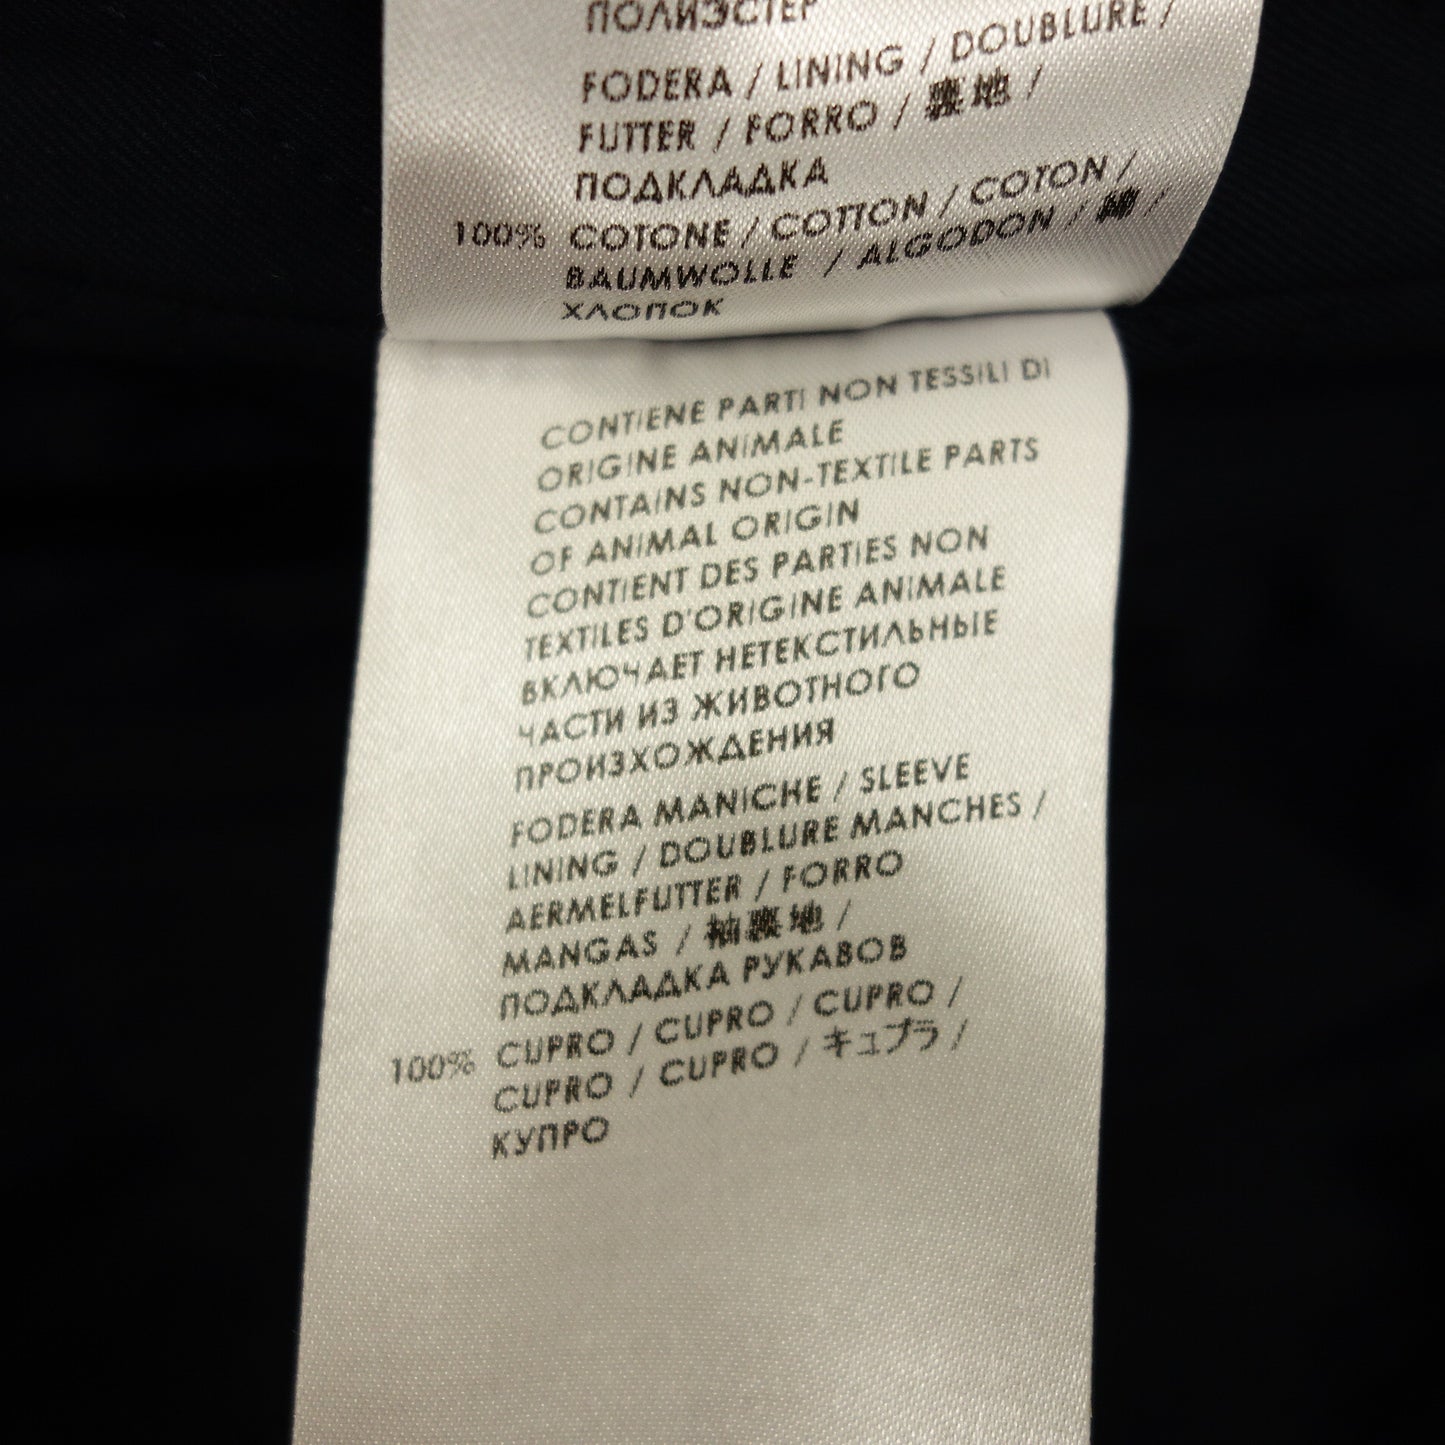 ПОЛИЭСТЕР
FODERA / LINING / DOUBLURE /
FUTTER / FORRO / 裏地 /
ПОДКЛАДКА
100% COTONE / COTTON / COTON /
BAUMWOLLE / ALGODON / 綿 /
ХЛОПОК
CONTIENE PARTI NON TESSILI DI
ORIGINE ANIMALE
CONTAINS NON-TEXTILE PARTS
OF ANIMAL ORIGIN
CONTIENT DES PARTIES NON
TEXTILES D'ORIGINE ANIMALE
ВКЛЮЧАЕТ НЕТЕКСТИЛЬНЫЕ
ЧАСТИ ИЗ ЖИВОТНОГО
ПРОИЗХОЖДЕНИЯ
FODERA MANICHE / SLEEVE
LINING / DOUBLURE MANCHES /
AERMELFUTTER / FORRO
MANGAS / 袖裏地 /
ПОДКЛАДКА РУКАВОВ
100% CUPRO / CUPRO / CUPRO /
CUPRO / CUPRO / キュプラ /
КУПРО